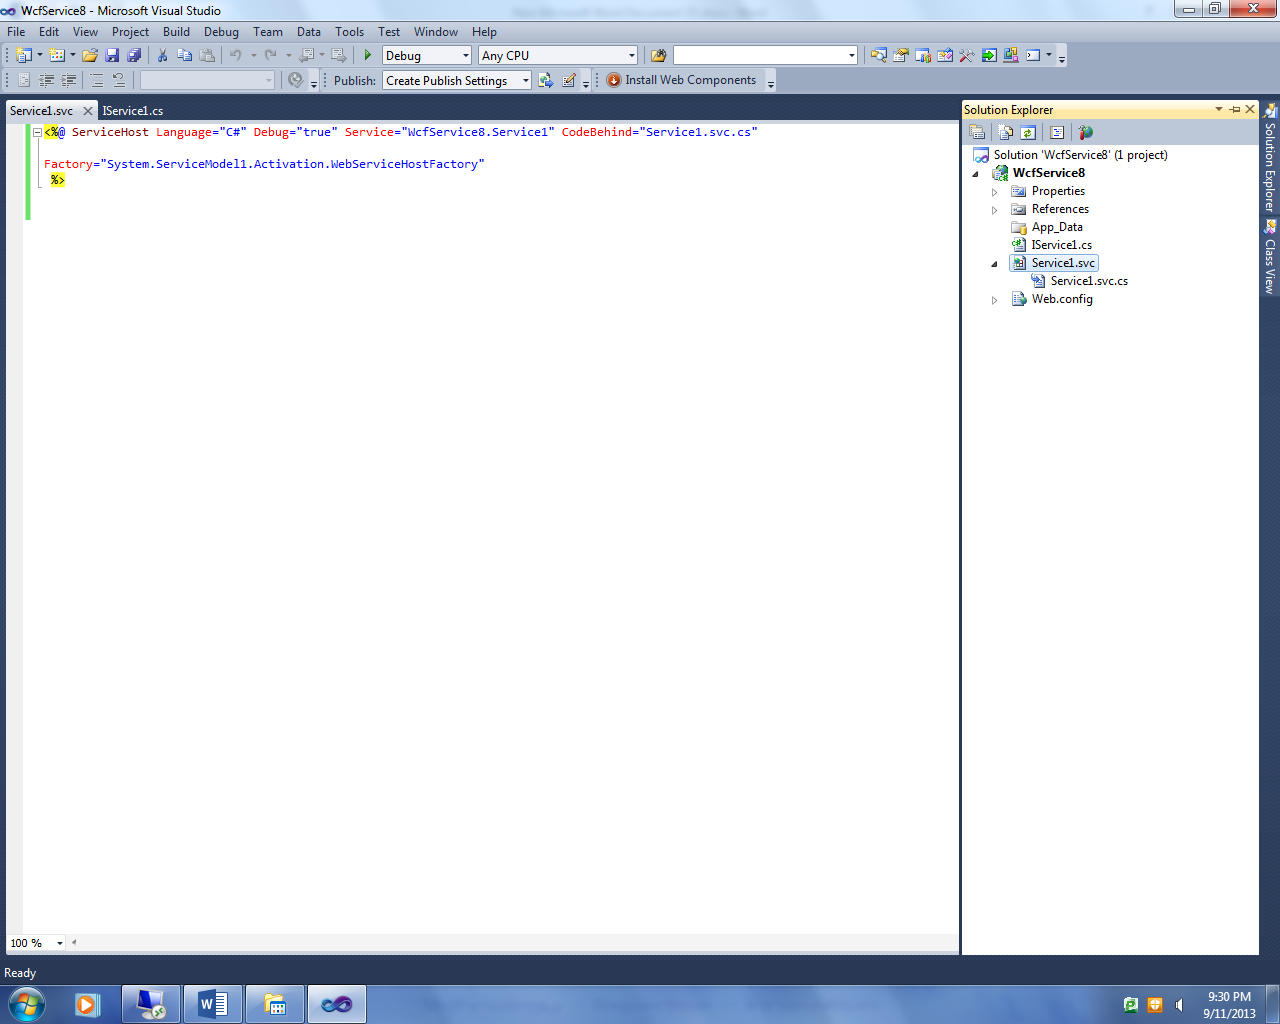 WcfService8 - Microsoft Visual Studio
File Edit View Project Build Debug Team Data Tools Test Window Help
Debug Any CPU
Publish: Create Publish Settings Install Web Components
Service1.svc IService1.cs
<%@ ServiceHost Language="C#" Debug="true" Service="WcfService8.Service1" CodeBehind="Service1.svc.cs"
Factory="System.ServiceModel1.Activation.WebServiceHostFactory"
%>
Solution Explorer
Solution 'WcfService8' (1 project)
WcfService8
Properties
References
App_Data
IService1.cs
Service1.svc
Service1.svc.cs
Web.config
Solution Explorer
Class View
100 %
Ready
9:30 PM
9/11/2013